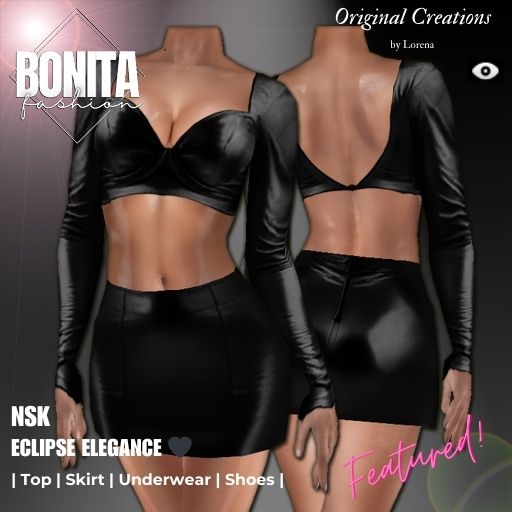 Original Creations
by Lorena
BONITA
fashion
NSK
ECLIPSE ELEGANCE 🖤
| Top | Skirt | Underwear | Shoes |
Featured!